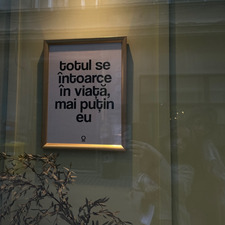 totul se
întoarce
în viață,
mai puțin
eu